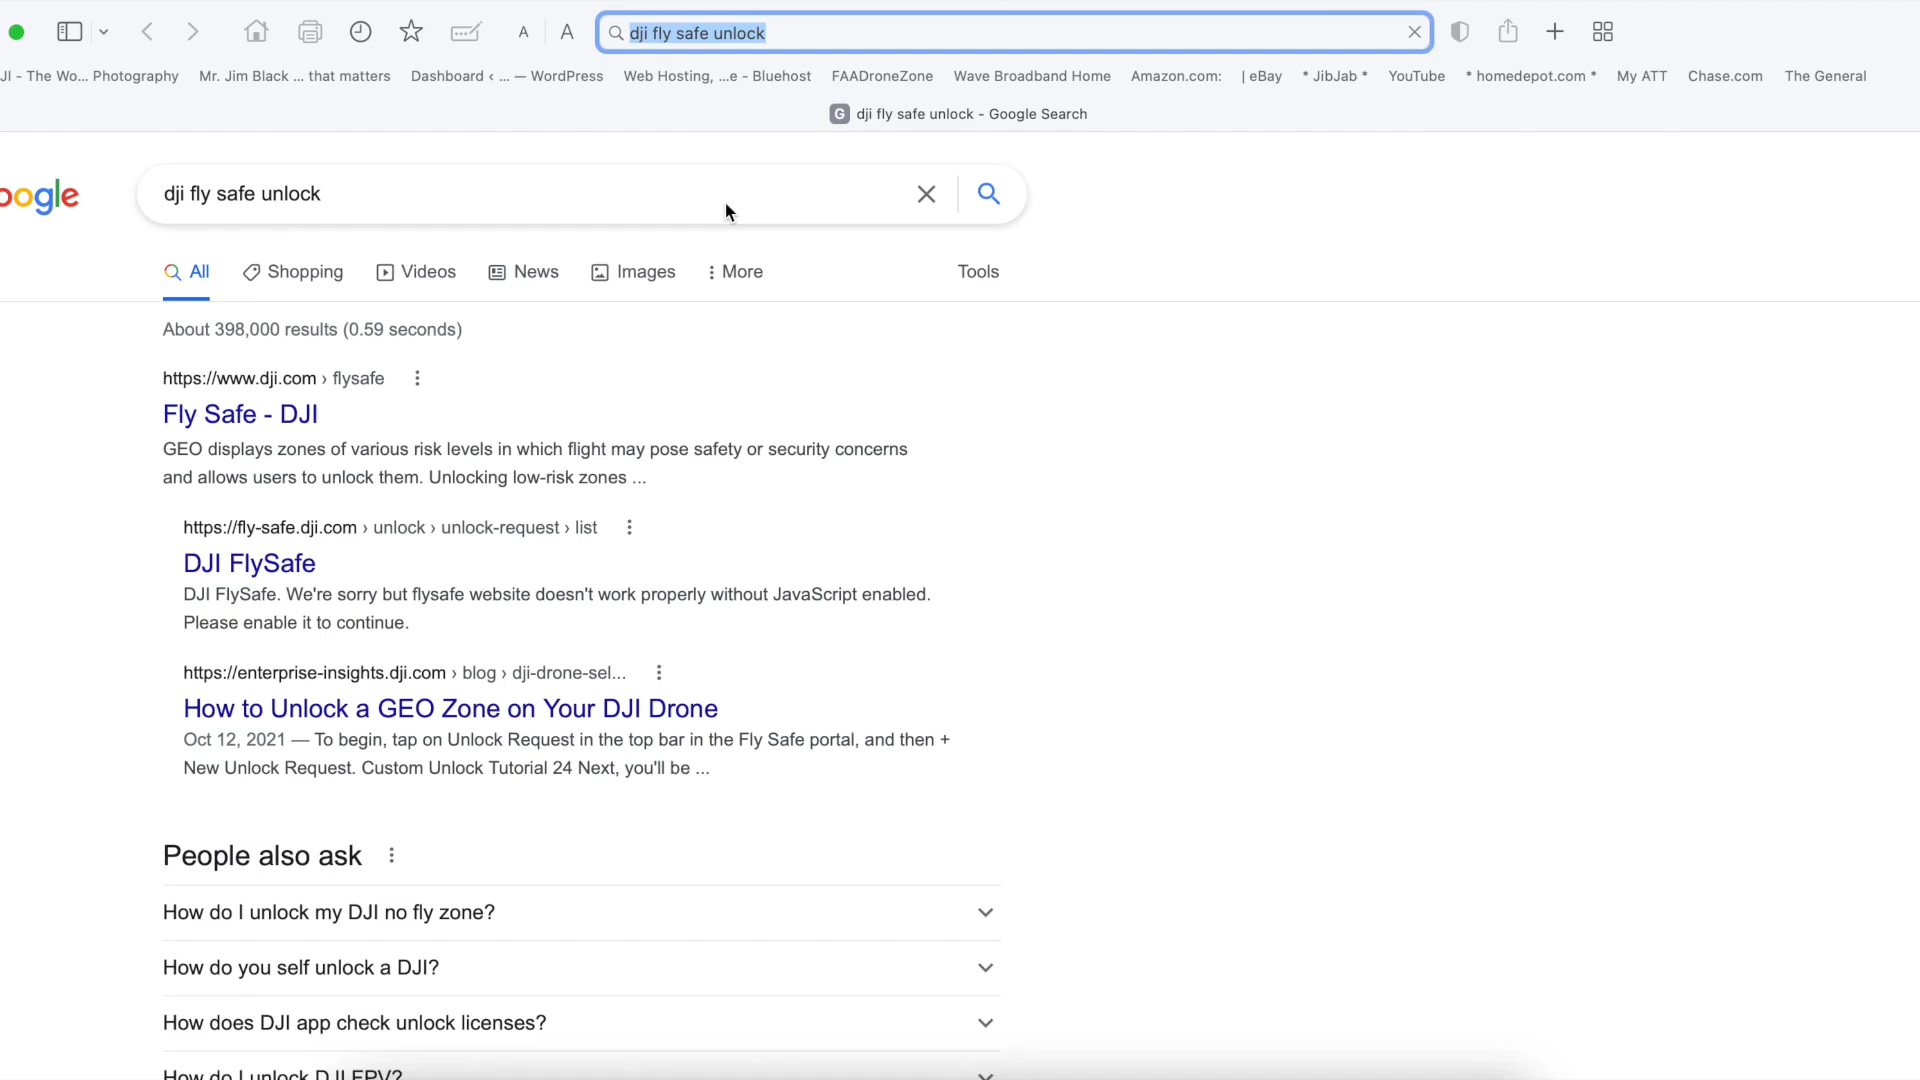 A A dji fly safe unlock
JI - The Wo... Photography Mr. Jim Black ... that matters Dashboard < ... — WordPress Web Hosting, ...e - Bluehost FAADroneZone Wave Broadband Home Amazon.com: | eBay * JibJab * YouTube * homedepot.com * My ATT Chase.com The General
G dji fly safe unlock - Google Search
oogle dji fly safe unlock
All Shopping Videos News Images More Tools
About 398,000 results (0.59 seconds)
https://www.dji.com › flysafe
Fly Safe - DJI
GEO displays zones of various risk levels in which flight may pose safety or security concerns
and allows users to unlock them. Unlocking low-risk zones ...
https://fly-safe.dji.com › unlock › unlock-request › list
DJI FlySafe
DJI FlySafe. We're sorry but flysafe website doesn't work properly without JavaScript enabled.
Please enable it to continue.
https://enterprise-insights.dji.com › blog › dji-drone-sel...
How to Unlock a GEO Zone on Your DJI Drone
Oct 12, 2021 — To begin, tap on Unlock Request in the top bar in the Fly Safe portal, and then +
New Unlock Request. Custom Unlock Tutorial 24 Next, you'll be ...
People also ask
How do I unlock my DJI no fly zone?
How do you self unlock a DJI?
How does DJI app check unlock licenses?
How do I unlock DJI FPV?